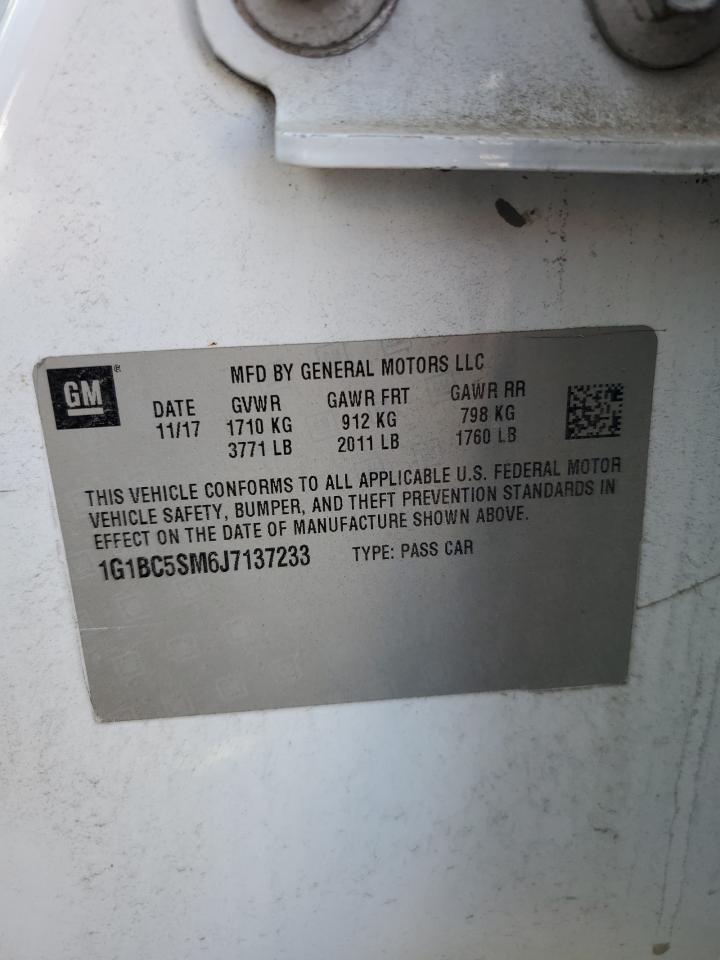 GM ®
MFD BY GENERAL MOTORS LLC
DATE GVWR GAWR FRT GAWR RR
11/17 1710 KG 912 KG 798 KG
3771 LB 2011 LB 1760 LB
THIS VEHICLE CONFORMS TO ALL APPLICABLE U.S. FEDERAL MOTOR
VEHICLE SAFETY, BUMPER, AND THEFT PREVENTION STANDARDS IN
EFFECT ON THE DATE OF MANUFACTURE SHOWN ABOVE.
1G1BC5SM6J7137233 TYPE: PASS CAR